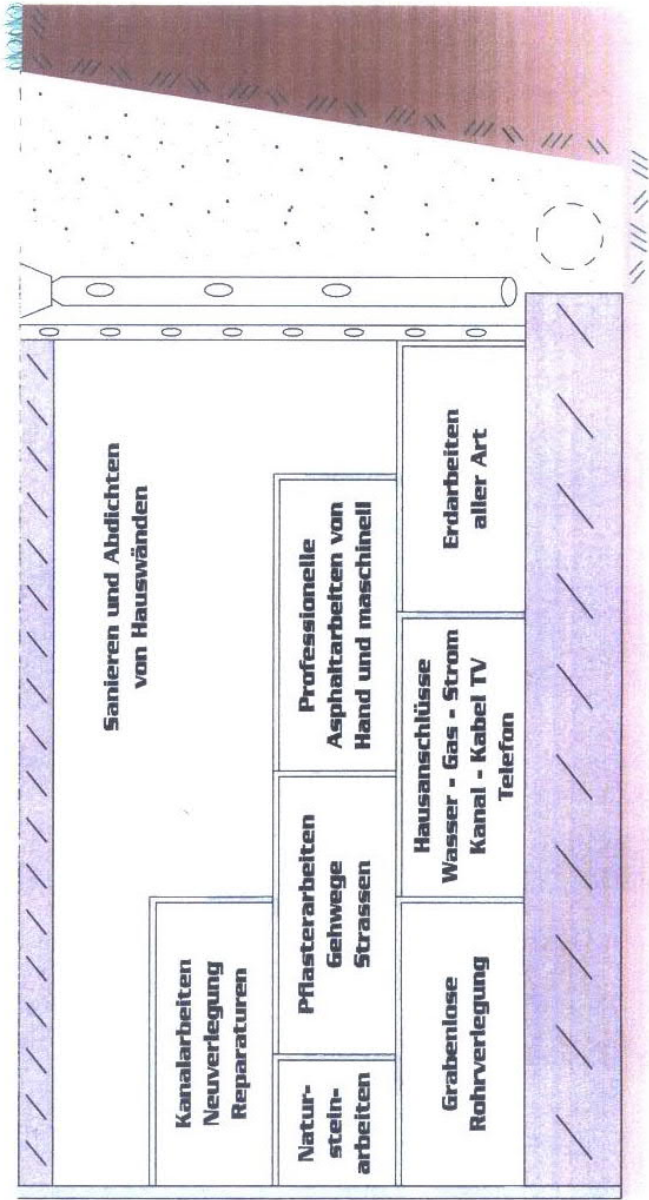 Sanieren und Abdichten
von Hauswänden
Kanalarbeiten
Neuverlegung
Reparaturen
Natur-
stein-
arbeiten
Pflasterarbeiten
Gehwege
Strassen
Professionelle
Asphaltarbeiten von
Hand und maschinell
Grabenlose
Rohrverlegung
Hausanschlüsse
Wasser - Gas - Strom
Kanal - Kabel TV
Telefon
Erdarbeiten
aller Art